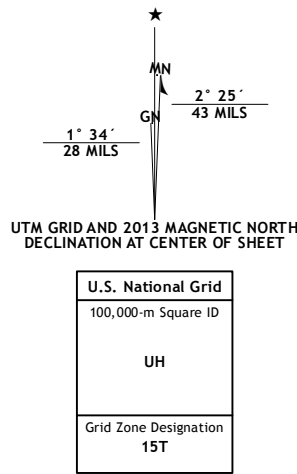 ★
MN
2° 25´
43 MILS
GN
1° 34´
28 MILS
UTM GRID AND 2013 MAGNETIC NORTH
DECLINATION AT CENTER OF SHEET
U.S. National Grid
100,000-m Square ID
UH
Grid Zone Designation
15T